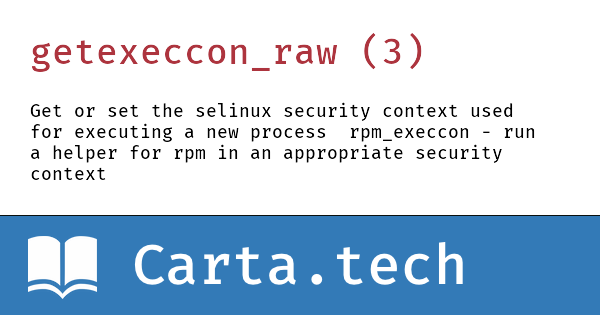 getexeccon_raw (3)
Get or set the selinux security context used
for executing a new process  rpm_execcon - run
a helper for rpm in an appropriate security
context
Carta.tech